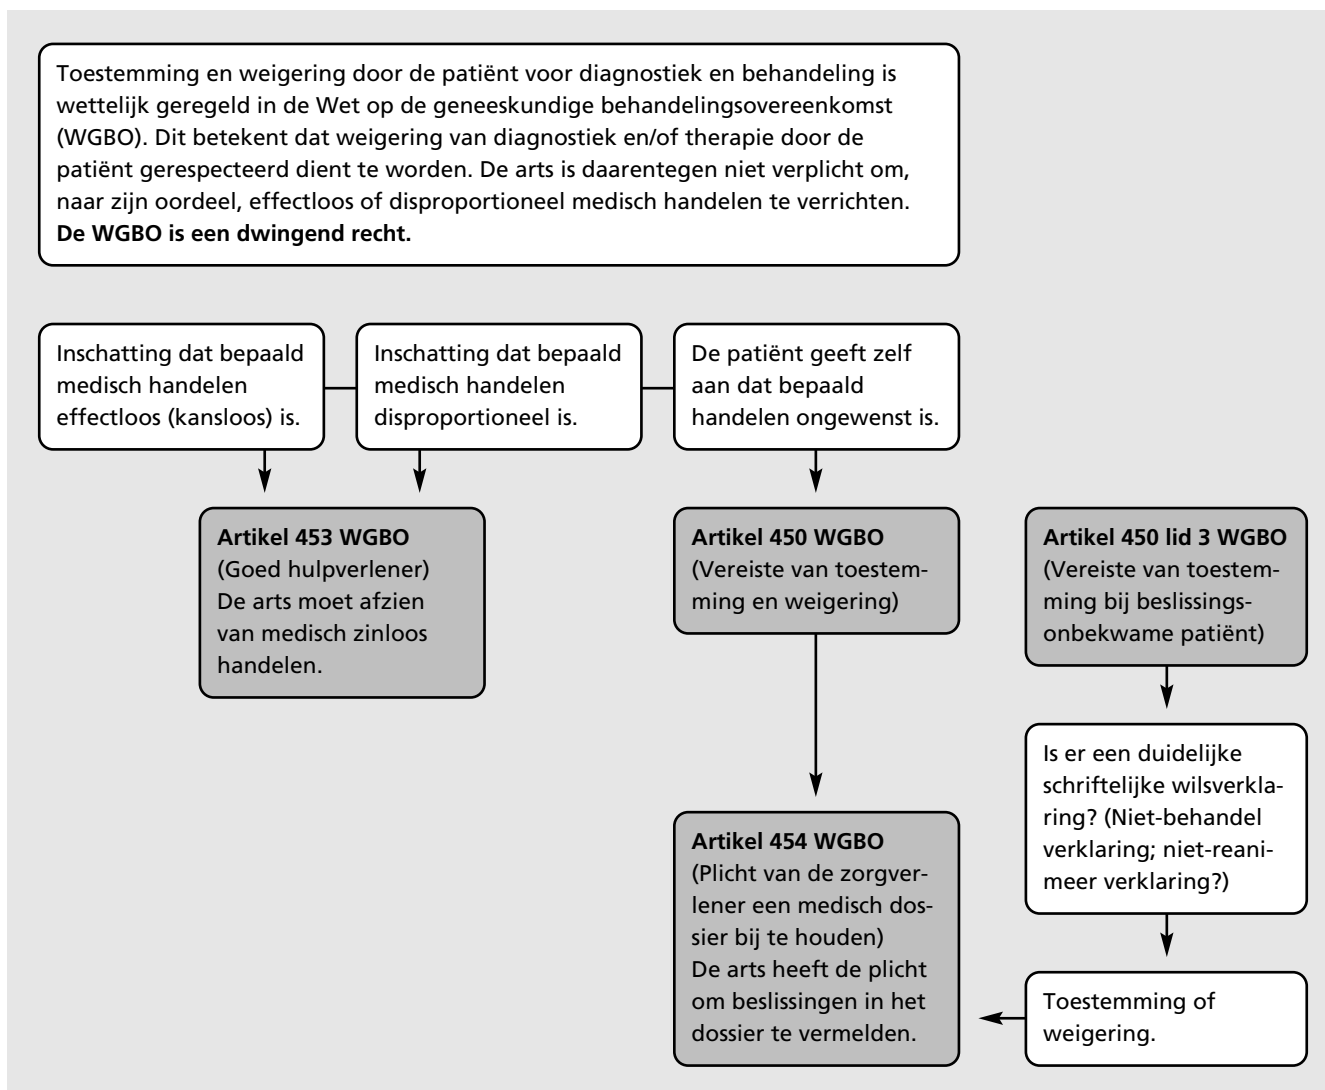 Toestemming en weigering door de patiënt voor diagnostiek en behandeling is
wettelijk geregeld in de Wet op de geneeskundige behandelingsovereenkomst
(WGBO). Dit betekent dat weigering van diagnostiek en/of therapie door de
patiënt gerespecteerd dient te worden. De arts is daarentegen niet verplicht om,
naar zijn oordeel, effectloos of disproportioneel medisch handelen te verrichten.
De WGBO is een dwingend recht.
Inschatting dat bepaald
medisch handelen
effectloos (kansloos) is.
Inschatting dat bepaald
medisch handelen
disproportioneel is.
De patiënt geeft zelf
aan dat bepaald
handelen ongewenst is.
Artikel 453 WGBO
(Goed hulpverlener)
De arts moet afzien
van medisch zinloos
handelen.
Artikel 450 WGBO
(Vereiste van toestem-
ming en weigering)
Artikel 450 lid 3 WGBO
(Vereiste van toestem-
ming bij beslissings-
onbekwame patiënt)
Is er een duidelijke
schriftelijke wilsverkla-
ring? (Niet-behandel
verklaring; niet-reani-
meer verklaring?)
Artikel 454 WGBO
(Plicht van de zorgver-
lener een medisch dos-
sier bij te houden)
De arts heeft de plicht
om beslissingen in het
dossier te vermelden.
Toestemming of
weigering.